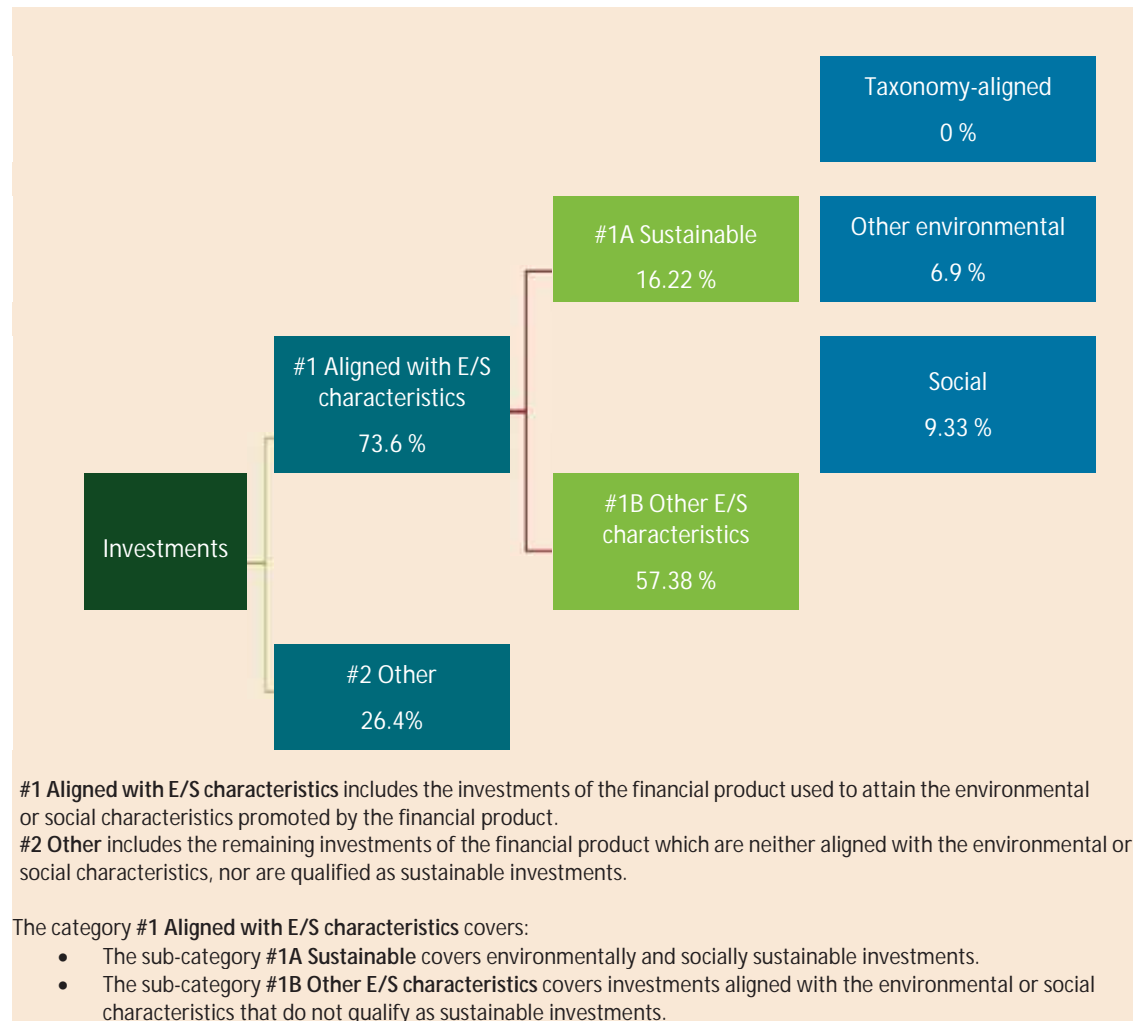 Taxonomy-aligned
0 %
#1A Sustainable
16.22 %
Other environmental
6.9 %
#1 Aligned with E/S
characteristics
73.6 %
Social
9.33 %
Investments
#1B Other E/S
characteristics
57.38 %
#2 Other
26.4%
#1 Aligned with E/S characteristics includes the investments of the financial product used to attain the environmental
or social characteristics promoted by the financial product.
#2 Other includes the remaining investments of the financial product which are neither aligned with the environmental or
social characteristics, nor are qualified as sustainable investments.
The category #1 Aligned with E/S characteristics covers:
• The sub-category #1A Sustainable covers environmentally and socially sustainable investments.
• The sub-category #1B Other E/S characteristics covers investments aligned with the environmental or social
characteristics that do not qualify as sustainable investments.